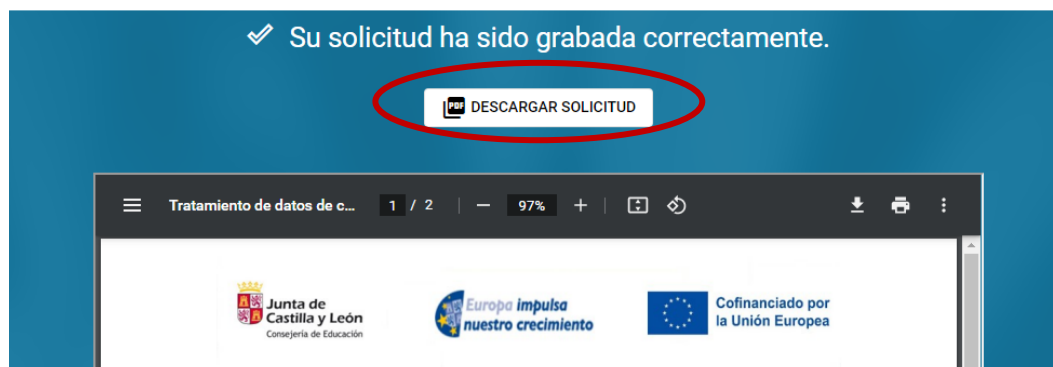 Su solicitud ha sido grabada correctamente.
PDF DESCARGAR SOLICITUD
Tratamiento de datos de c... 1 / 2 | — 97% + |
Junta de
Castilla y León
Consejería de Educación
Europa impulsa
nuestro crecimiento
Cofinanciado por
la Unión Europea